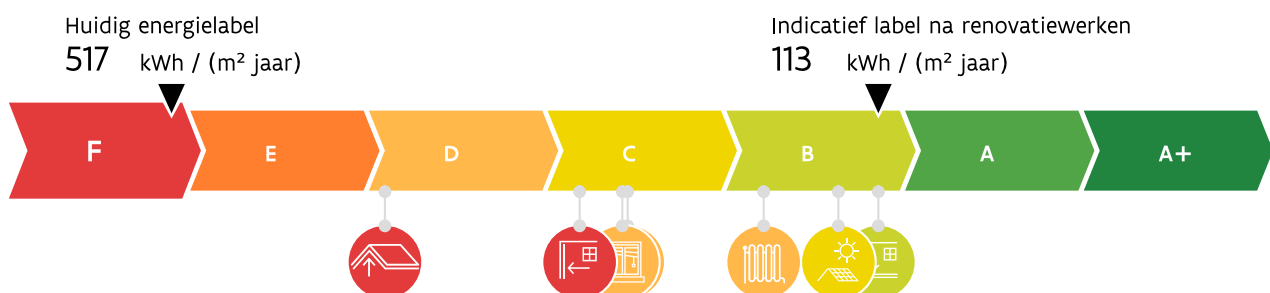 Huidig energielabel
517 kWh / (m² jaar)
Indicatief label na renovatiewerken
113 kWh / (m² jaar)
F E D C B A A+